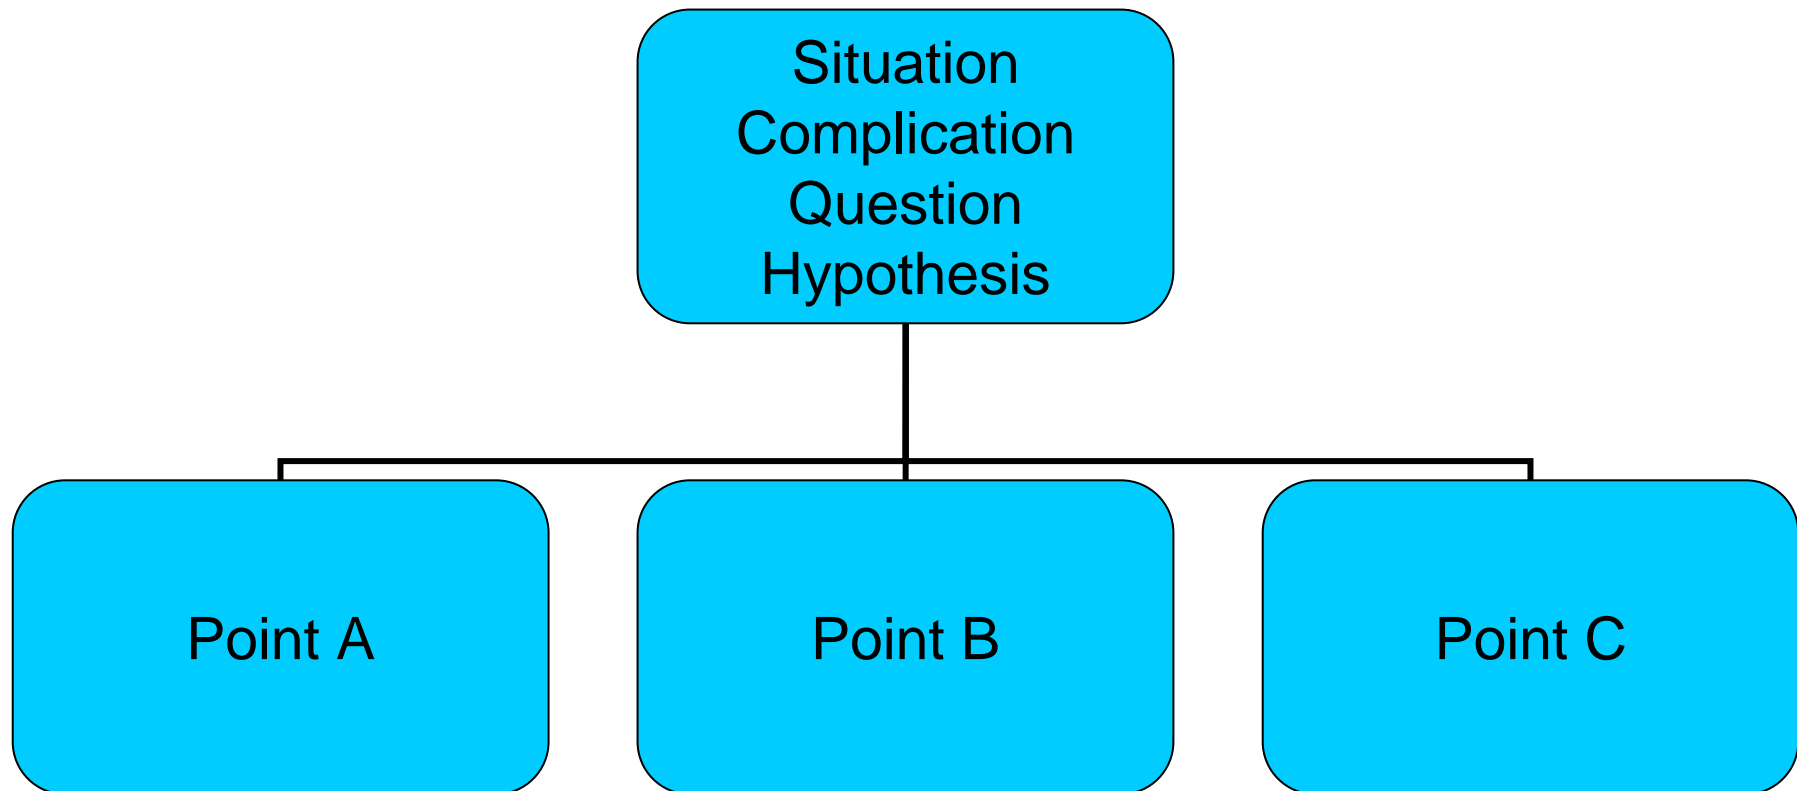 Situation
Complication
Question
Hypothesis
Point A
Point B
Point C